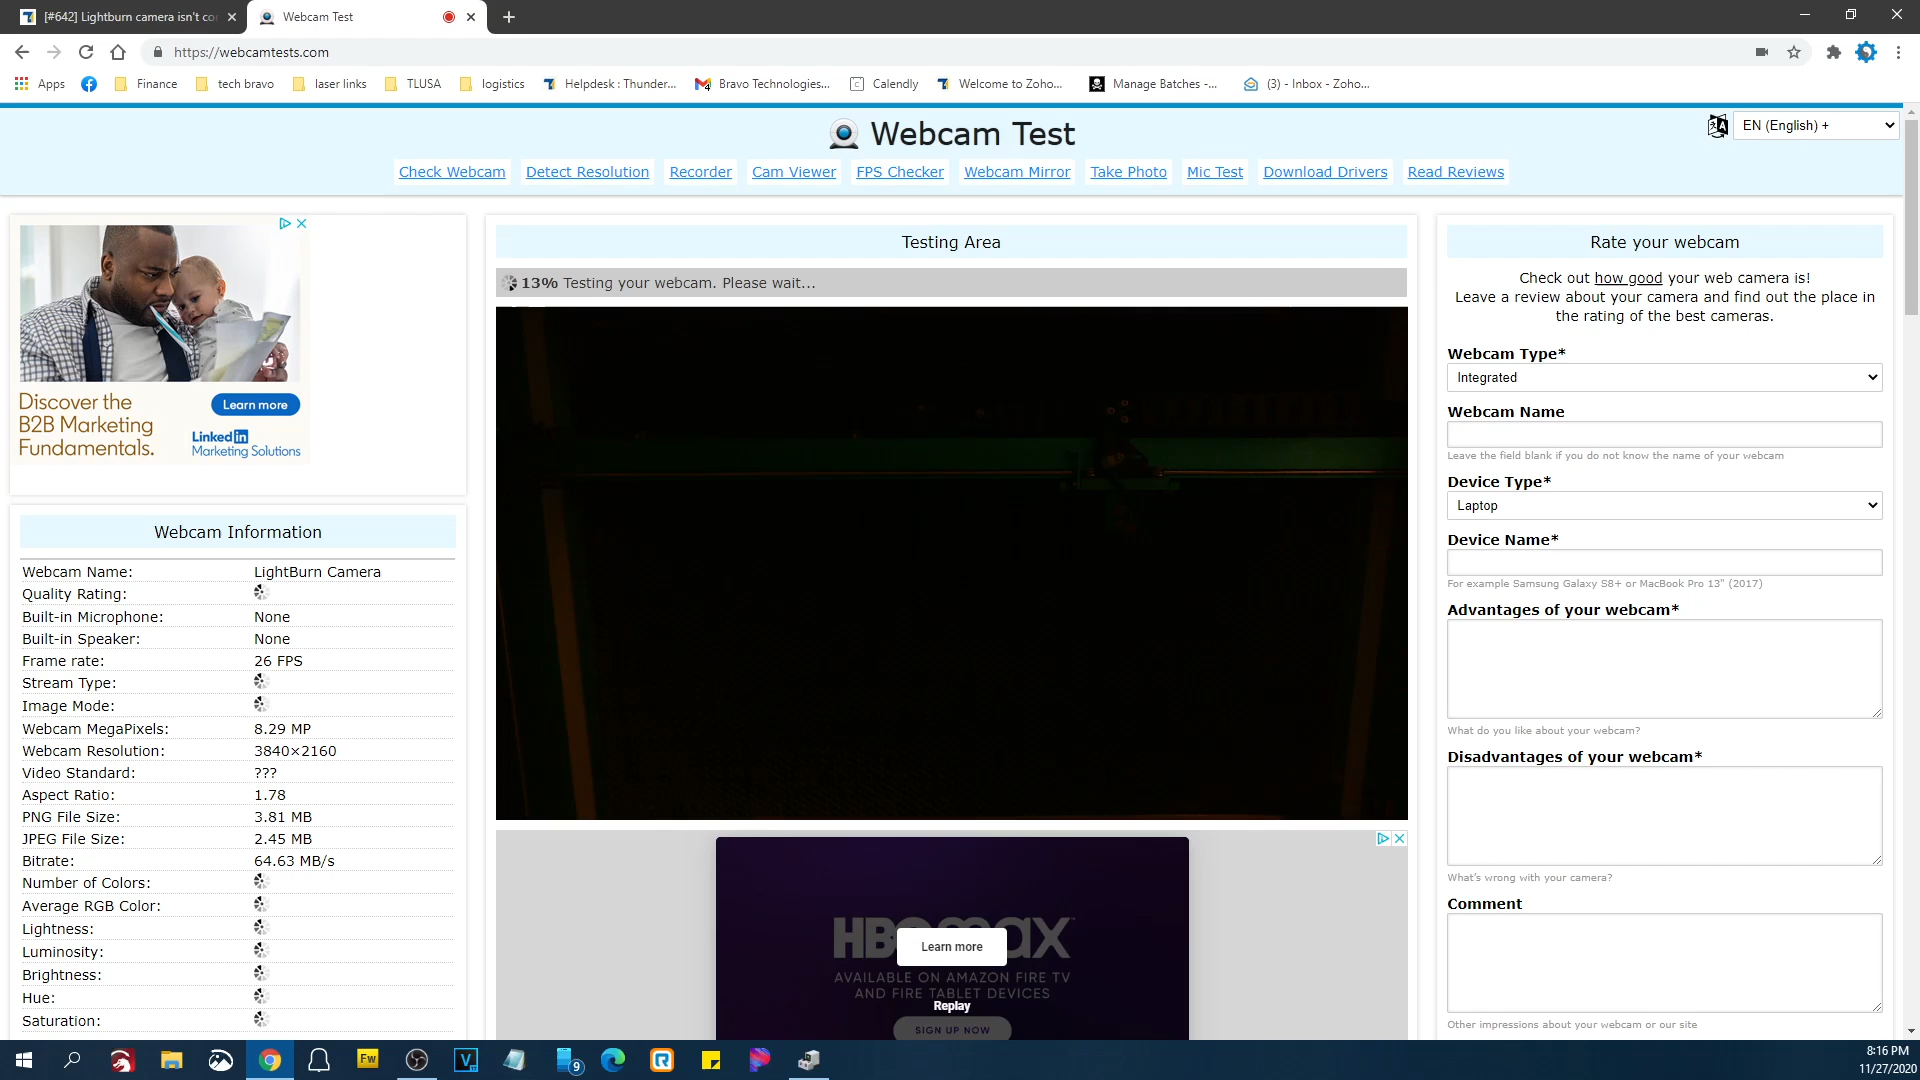 [#642] Lightburn camera isn't co
Webcam Test
https://webcamtests.com
Apps
Finance
tech bravo
laser links
TLUSA
logistics
Helpdesk : Thunder...
Bravo Technologies...
Calendly
Welcome to Zoho...
Manage Batches -...
(3) - Inbox - Zoho...
Webcam Test
EN (English) +
Check Webcam
Detect Resolution
Recorder
Cam Viewer
FPS Checker
Webcam Mirror
Take Photo
Mic Test
Download Drivers
Read Reviews
Discover the
B2B Marketing
Fundamentals.
Learn more
Linked in
Marketing Solutions
Webcam Information
Webcam Name: LightBurn Camera
Quality Rating:
Built-in Microphone: None
Built-in Speaker: None
Frame rate: 26 FPS
Stream Type:
Image Mode:
Webcam MegaPixels: 8.29 MP
Webcam Resolution: 3840×2160
Video Standard: ???
Aspect Ratio: 1.78
PNG File Size: 3.81 MB
JPEG File Size: 2.45 MB
Bitrate: 64.63 MB/s
Number of Colors:
Average RGB Color:
Lightness:
Luminosity:
Brightness:
Hue:
Saturation:
Testing Area
13% Testing your webcam. Please wait...
HBO max
Learn more
AVAILABLE ON AMAZON FIRE TV
AND FIRE TABLET DEVICES
Replay
SIGN UP NOW
Rate your webcam
Check out how good your web camera is!
Leave a review about your camera and find out the place in
the rating of the best cameras.
Webcam Type*
Integrated
Webcam Name
Leave the field blank if you do not know the name of your webcam
Device Type*
Laptop
Device Name*
For example Samsung Galaxy S8+ or MacBook Pro 13" (2017)
Advantages of your webcam*
What do you like about your webcam?
Disadvantages of your webcam*
What's wrong with your camera?
Comment
Other impressions about your webcam or our site
Fw
V
9
R
8:16 PM
11/27/2020